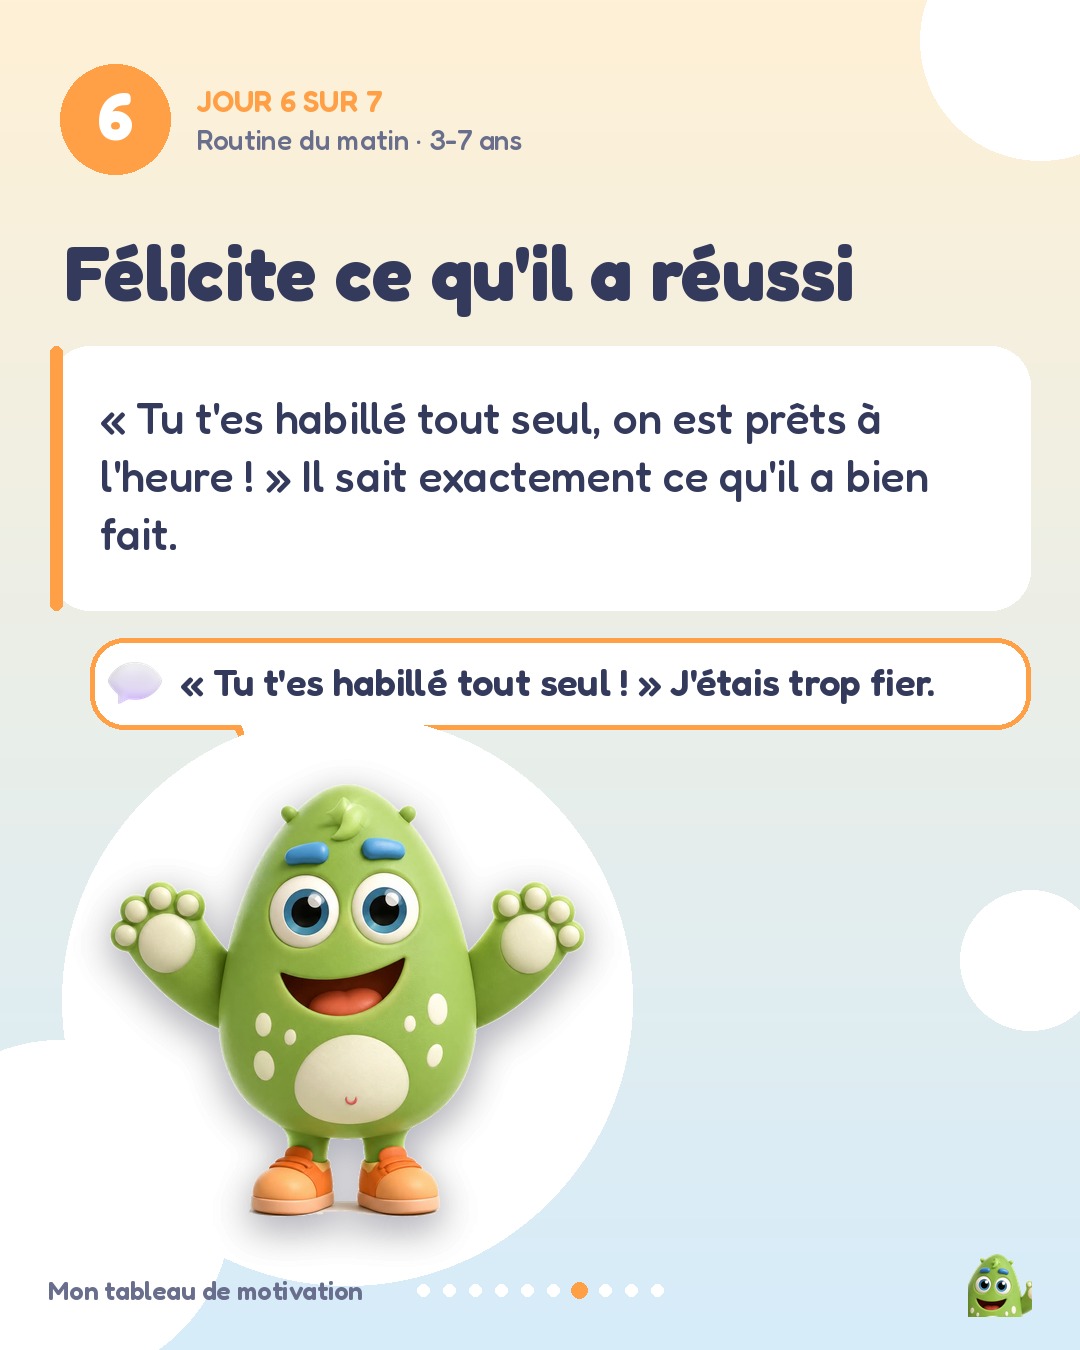 6
JOUR 6 SUR 7
Routine du matin · 3-7 ans
Félicite ce qu'il a réussi
« Tu t'es habillé tout seul, on est prêts à
l'heure ! » Il sait exactement ce qu'il a bien
fait.
« Tu t'es habillé tout seul ! » J'étais trop fier.
Mon tableau de motivation